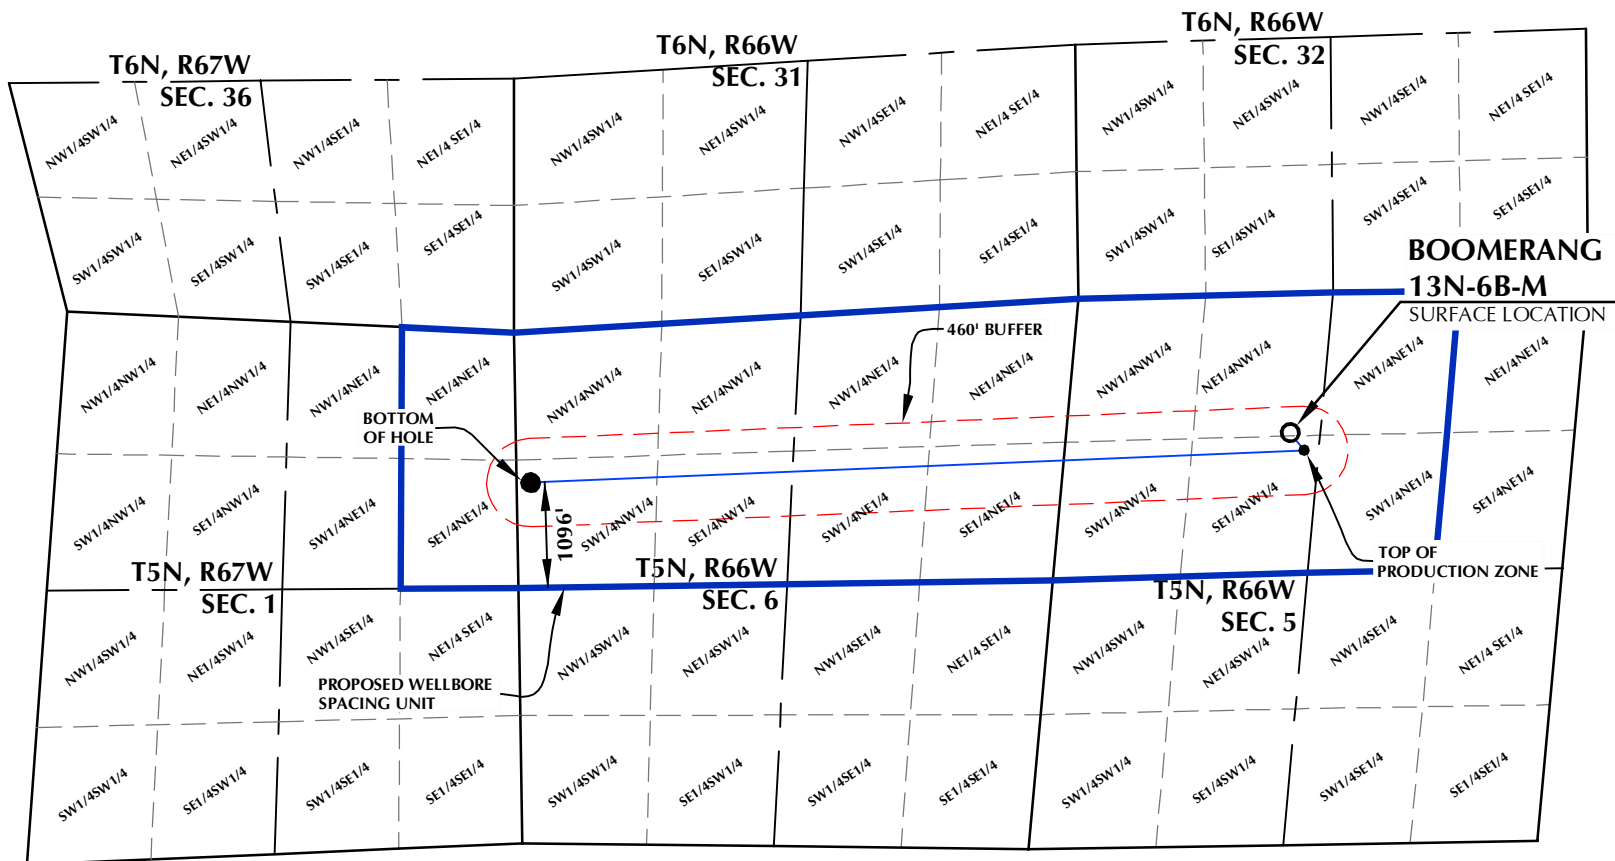 T6N, R67W
SEC. 36
T6N, R66W
SEC. 31
T6N, R66W
SEC. 32
NW1/4SW1/4
NE1/4SW1/4
NW1/4SE1/4
NE1/4 SE1/4
NW1/4SW1/4
NE1/4SW1/4
NW1/4SE1/4
NE1/4 SE1/4
NW1/4SW1/4
NE1/4SW1/4
NW1/4SE1/4
NE1/4 SE1/4
SW1/4SW1/4
SE1/4SW1/4
SW1/4SE1/4
SE1/4SE1/4
SW1/4SW1/4
SE1/4SW1/4
SW1/4SE1/4
SE1/4SE1/4
SW1/4SW1/4
SE1/4SW1/4
SW1/4SE1/4
SE1/4SE1/4
BOOMERANG
13N-6B-M
SURFACE LOCATION
460' BUFFER
NW1/4NW1/4
NE1/4NW1/4
NW1/4NE1/4
NE1/4NE1/4
NW1/4NW1/4
NE1/4NW1/4
NW1/4NE1/4
NE1/4NE1/4
NW1/4NW1/4
NE1/4NW1/4
NW1/4NE1/4
NE1/4NE1/4
BOTTOM
OF HOLE
SW1/4NW1/4
SE1/4NW1/4
SW1/4NE1/4
SE1/4NE1/4
1096'
SW1/4NW1/4
SE1/4NW1/4
SW1/4NE1/4
SE1/4NE1/4
SW1/4NW1/4
SE1/4NW1/4
SW1/4NE1/4
SE1/4NE1/4
TOP OF
PRODUCTION ZONE
T5N, R67W
SEC. 1
T5N, R66W
SEC. 6
T5N, R66W
SEC. 5
NW1/4SW1/4
NE1/4SW1/4
NW1/4SE1/4
NE1/4 SE1/4
NW1/4SW1/4
NE1/4SW1/4
NW1/4SE1/4
NE1/4 SE1/4
NW1/4SW1/4
NE1/4SW1/4
NW1/4SE1/4
NE1/4 SE1/4
PROPOSED WELLBORE
SPACING UNIT
SW1/4SW1/4
SE1/4SW1/4
SW1/4SE1/4
SE1/4SE1/4
SW1/4SW1/4
SE1/4SW1/4
SW1/4SE1/4
SE1/4SE1/4
SW1/4SW1/4
SE1/4SW1/4
SW1/4SE1/4
SE1/4SE1/4